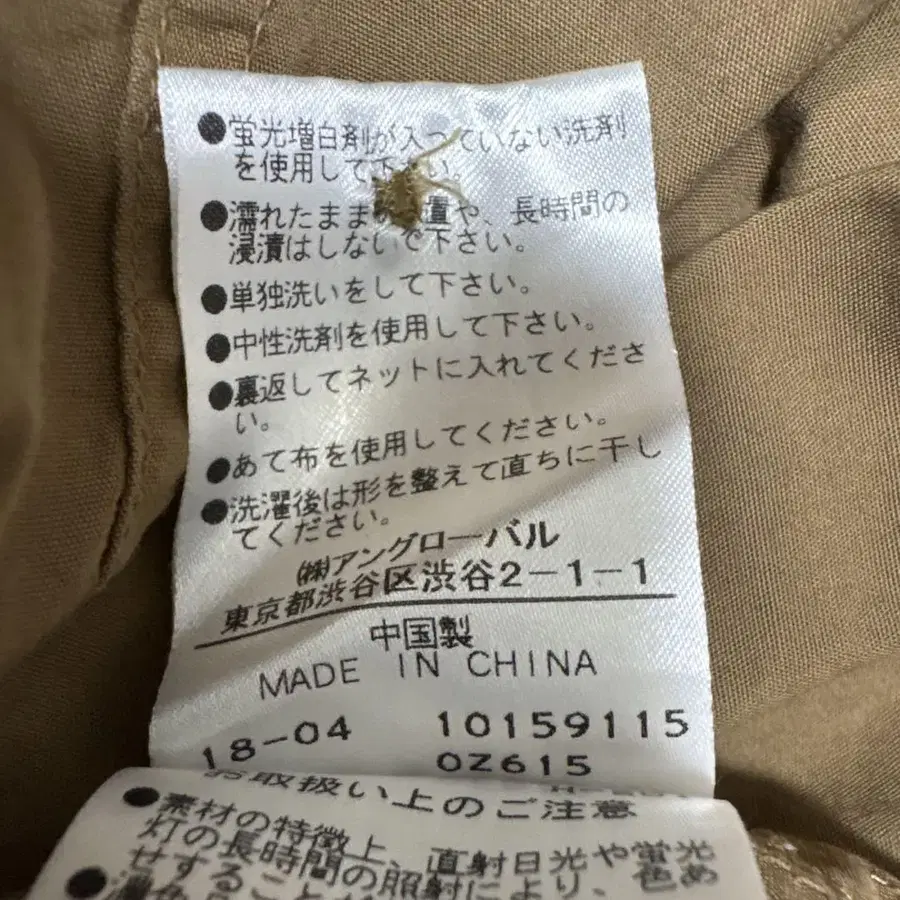 ●蛍光増白剤が入っていない洗剤
を使用して下さい。
●濡れたまま 置や、長時間の
浸漬はしないで下さい。
●単独洗いをして下さい。
●中性洗剤を使用して下さい。
●裏返してネットに入れてくださ
い。
●あて布を使用してください。
●洗濯後は形を整えて直ちに干し
てください。
㈱アングローバル
東京都渋谷区渋谷2-1-1
中国製
MADE IN CHINA
18-04 10159115
0Z615
お取扱い上のご注意
●素材の特徴上、直射日光や蛍光
灯の長時間の照射により、色あ
せすること
●濃色